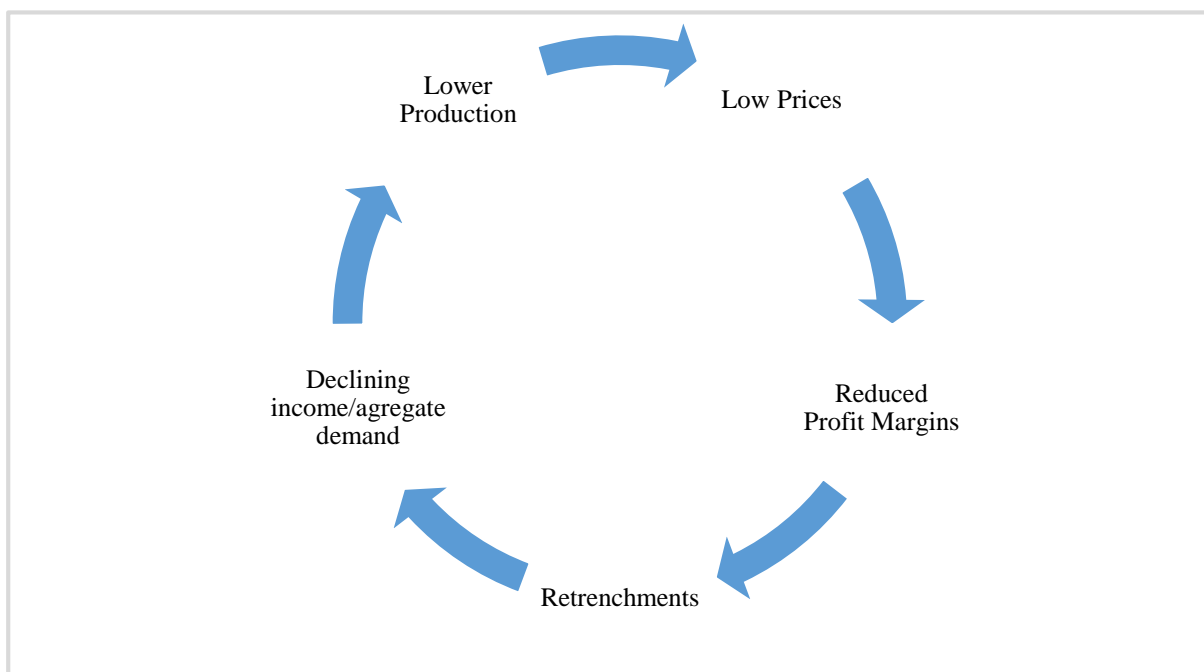 Lower
Production
Low Prices
Reduced
Profit Margins
Retrenchments
Declining
income/agregate
demand